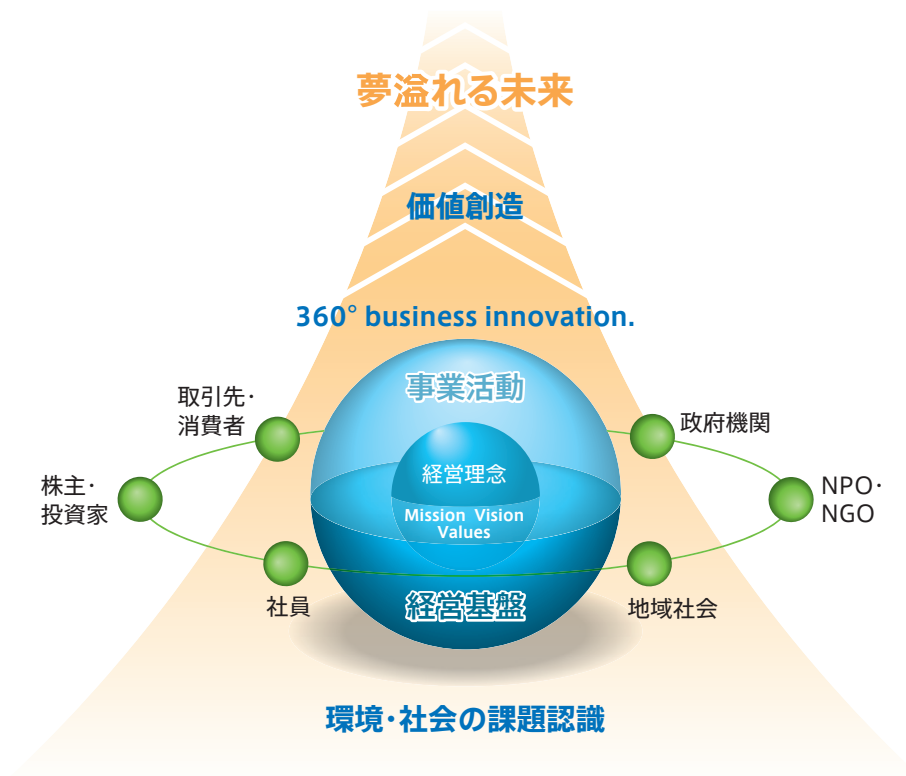 夢溢れる未来
価値創造
360° business innovation.
事業活動
取引先・
消費者
政府機関
経営理念
株主・
投資家
NPO・
NGO
Mission Vision
Values
社員
経営基盤
地域社会
環境・社会の課題認識